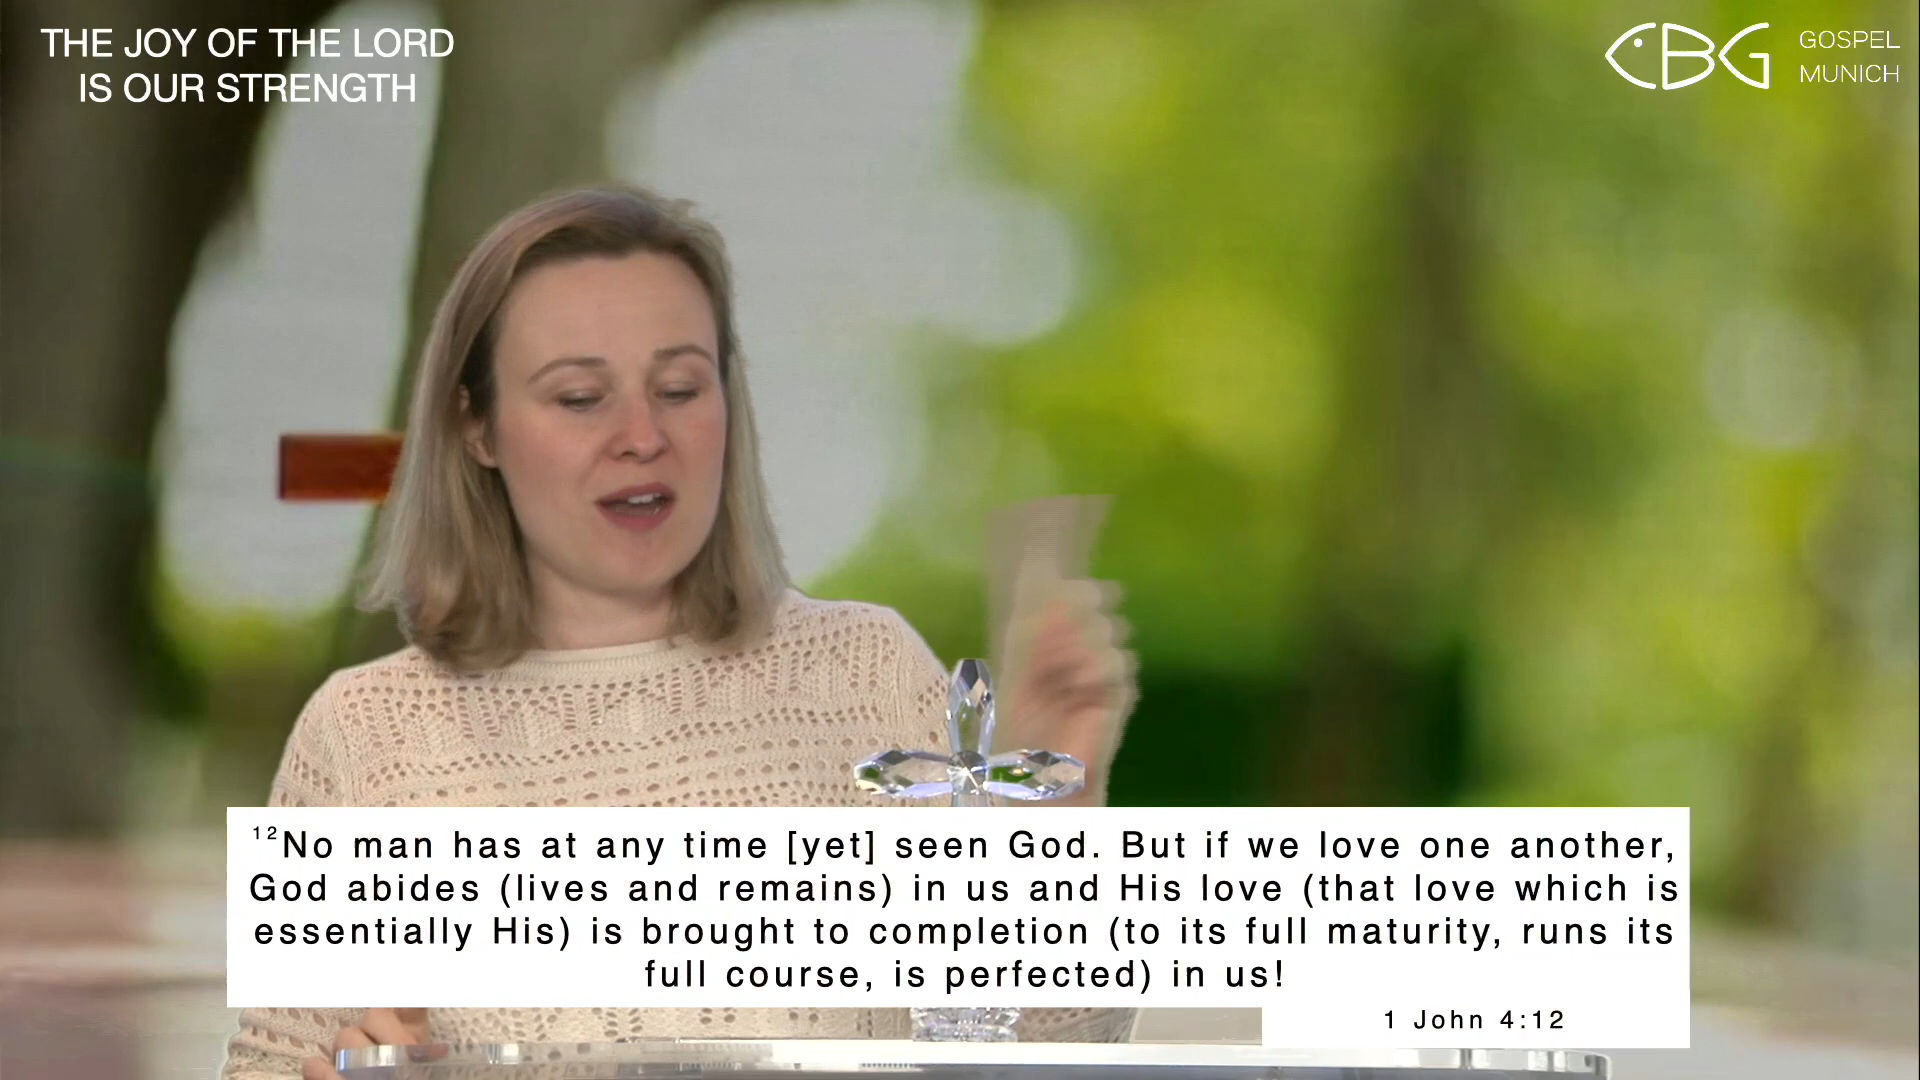 THE JOY OF THE LORD
IS OUR STRENGTH
CBG
GOSPEL
MUNICH
12No man has at any time [yet] seen God. But if we love one another,
God abides (lives and remains) in us and His love (that love which is
essentially His) is brought to completion (to its full maturity, runs its
full course, is perfected) in us!
1 John 4:12